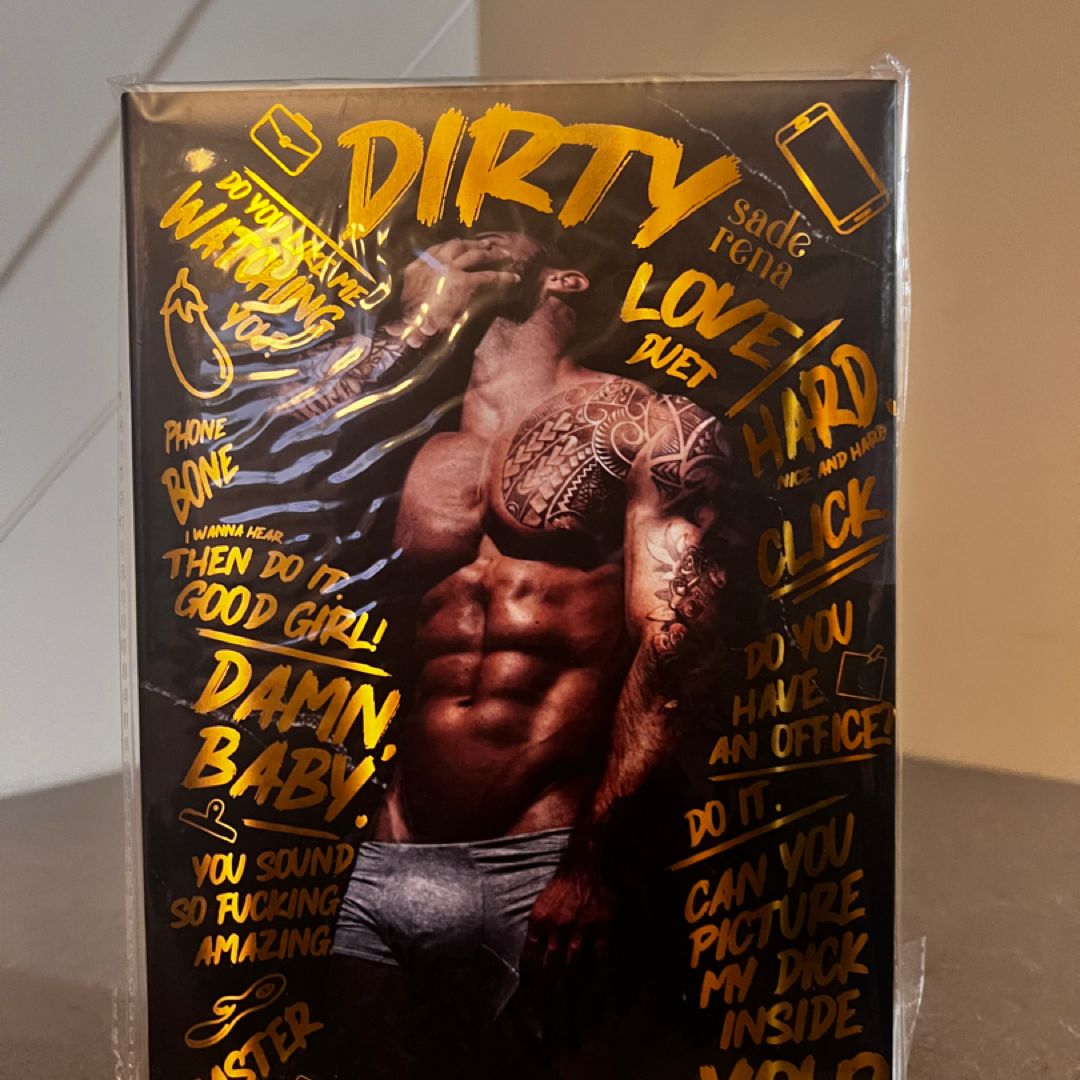 DIRTY
sade
rena
DO YOU
ME
WATCHING
YOU?
LOVE/
DUET
HARD.
NICE AND HARD
CLICK
PHONE
BONE
I WANNA HEAR
THEN DO IT.
GOOD GIRL!
DAMN,
BABY.
YOU SOUND
SO FUCKING
AMAZING
DO YOU
HAVE
AN OFFICE?
DO IT.
CAN YOU
PICTURE
MY DICK
INSIDE
YOUR